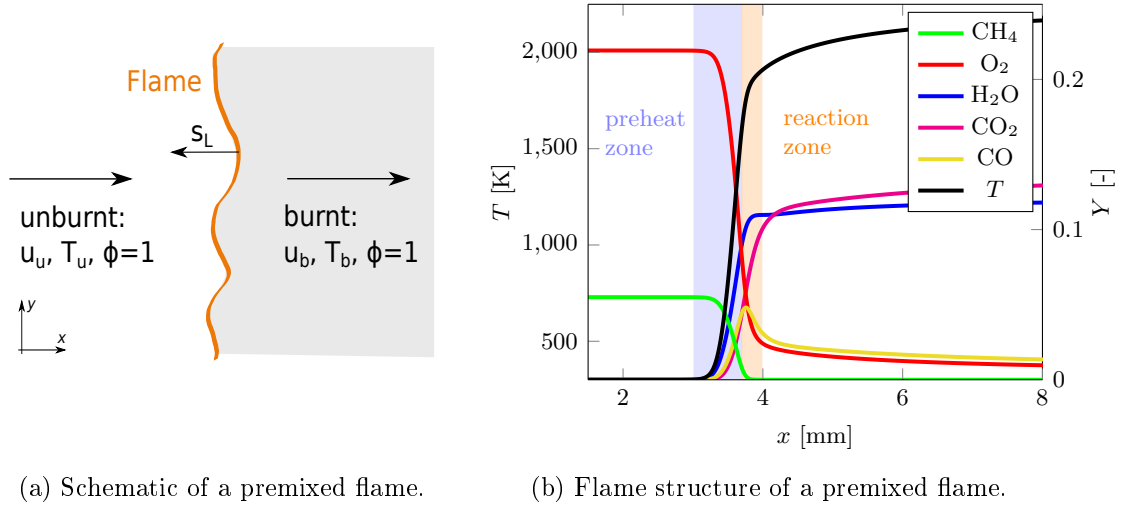 Flame
s_L
unburnt:
u_u, T_u, ϕ=1
burnt:
u_b, T_b, ϕ=1
y
x
(a) Schematic of a premixed flame.
T [K]
2,000
1,500
1,000
500
preheat
zone
reaction
zone
CH₄
O₂
H₂O
CO₂
CO
T
0.2
0.1
0
Y [-]
2 4 6 8
x [mm]
(b) Flame structure of a premixed flame.